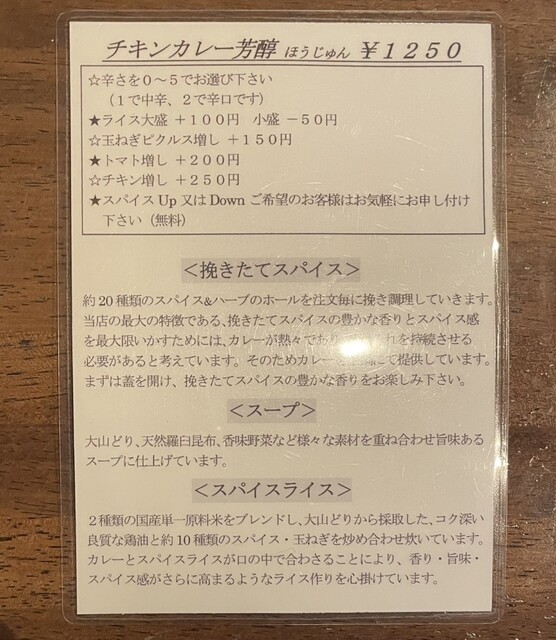 チキンカレー芳醇 ほうじゅん ￥１２５０
☆辛さを０～５でお選び下さい
（１で中辛、２で辛口です）
★ライス大盛 ＋１００円 小盛 －５０円
☆玉ねぎピクルス増し ＋１５０円
★トマト増し ＋２００円
☆チキン増し ＋２５０円
★スパイス Up 又は Down ご希望のお客様はお気軽にお申し付け
下さい（無料）
＜挽きたてスパイス＞
約 20 種類のスパイス&ハーブのホールを注文毎に挽き調理していきます。
当店の最大の特徴である、挽きたてスパイスの豊かな香りとスパイス感
を最大限いかすためには、カレーが熱々であり れを持続させる
必要があると考えています。そのためカレー にて提供しています。
まずは蓋を開け、挽きたてスパイスの豊かな香りをお楽しみ下さい。
＜スープ＞
大山どり、天然羅臼昆布、香味野菜など様々な素材を重ね合わせ旨味ある
スープに仕上げています。
＜スパイスライス＞
２種類の国産単一原料米をブレンドし、大山どりから採取した、コク深い
良質な鶏油と約 10 種類のスパイス・玉ねぎを炒め合わせ炊いています。
カレーとスパイスライスが口の中で合わさることにより、香り・旨味・
スパイス感がさらに高まるようなライス作りを心掛けています。